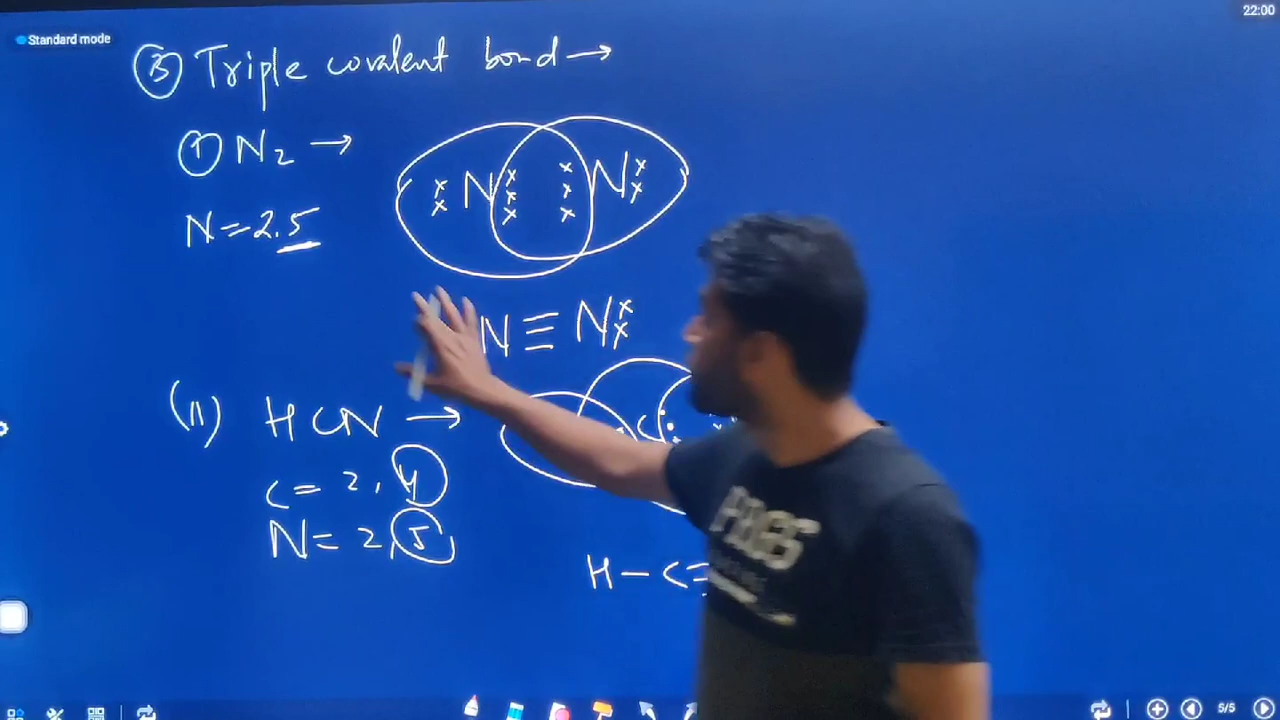 22:00
Standard mode
③ Triple covalent bond →
① N₂ →
x x N x x x x x x N x x
N = 2.5
N ≡ N x x
(II) HCN →
C
C = 2, 4
N = 2, 5
H — C ≡
5/5